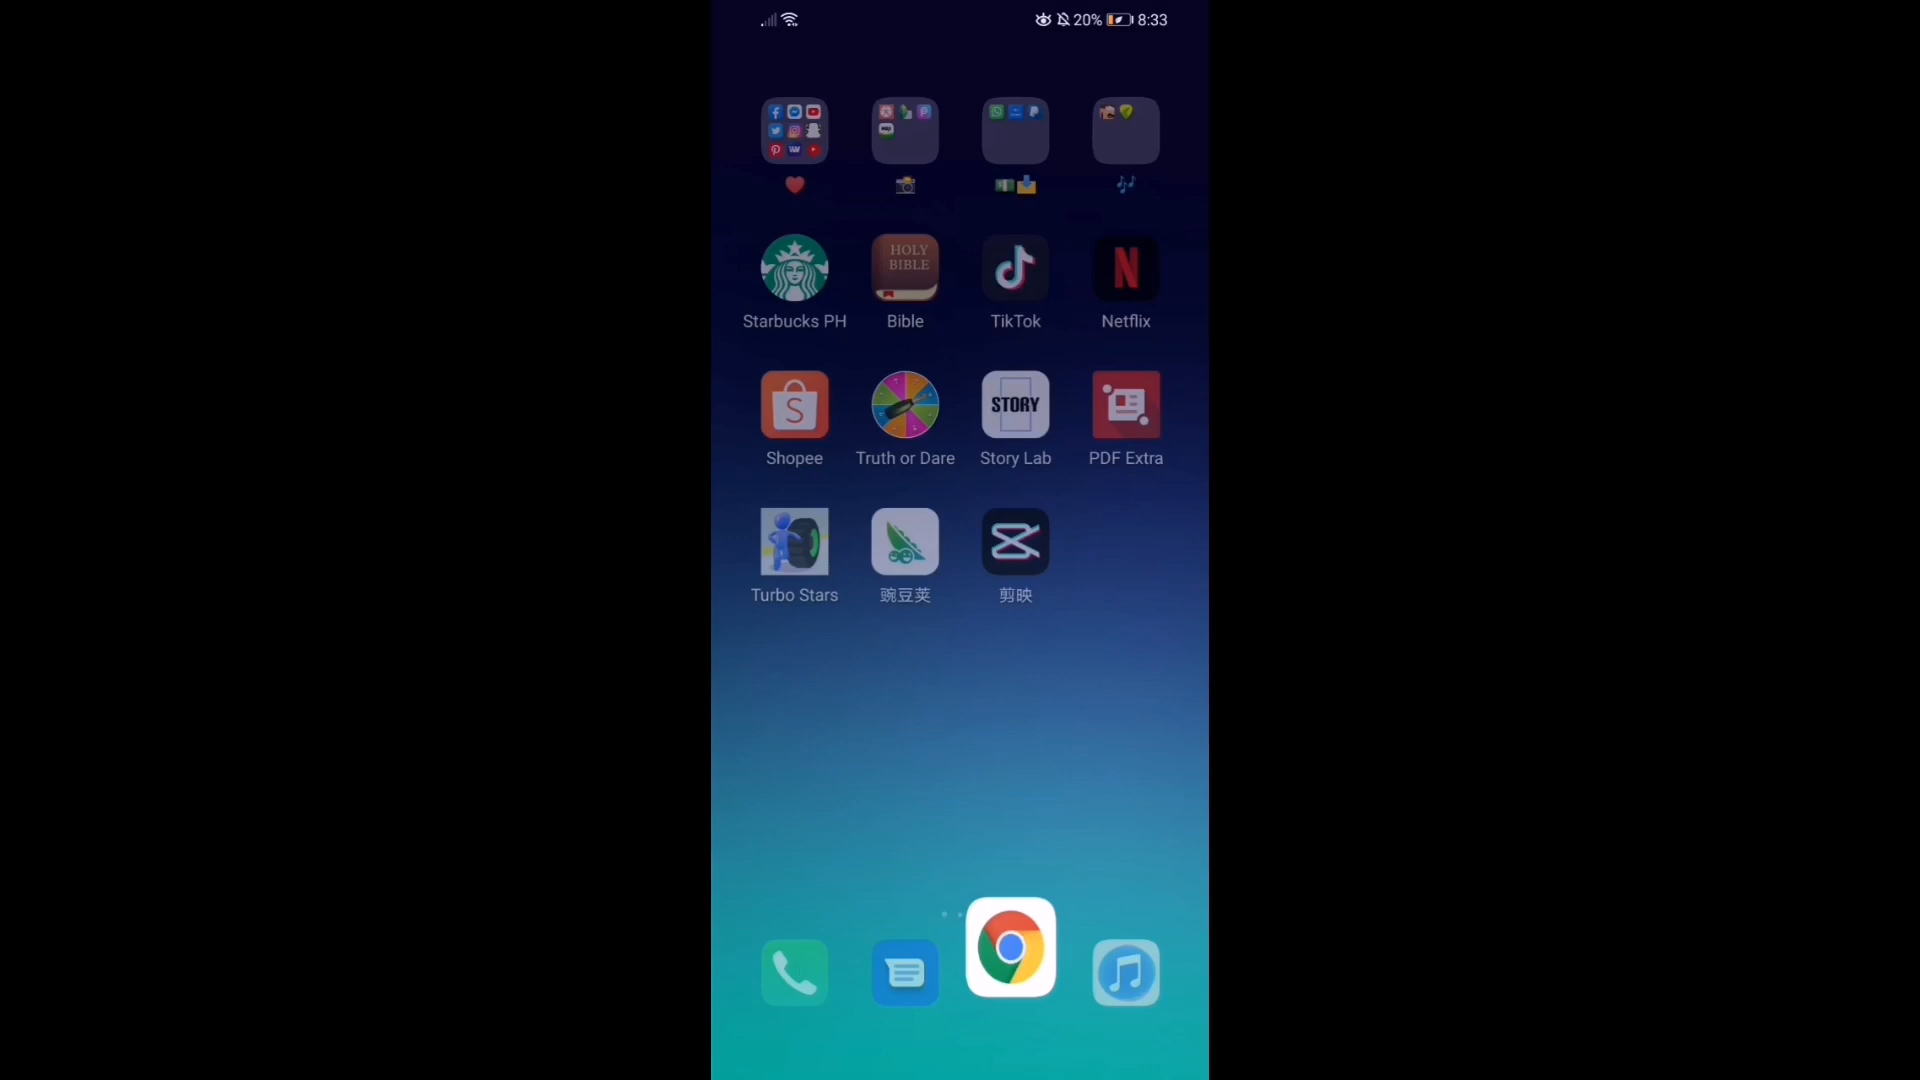 20% 8:33
Starbucks PH
HOLY
BIBLE
Bible
TikTok
N
Netflix
S
Shopee
Truth or Dare
STORY
Story Lab
PDF Extra
Turbo Stars
豌豆荚
剪映